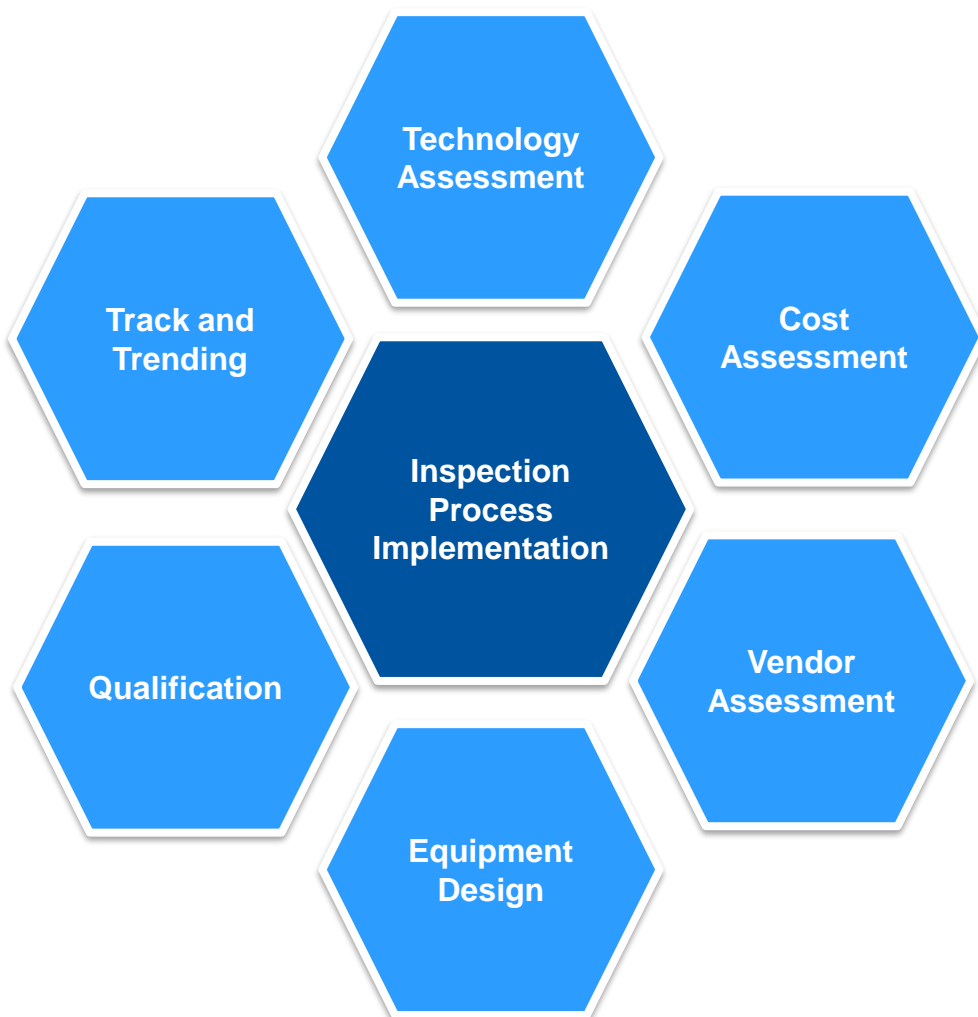 Technology
Assessment
Cost
Assessment
Vendor
Assessment
Equipment
Design
Qualification
Track and
Trending
Inspection
Process
Implementation